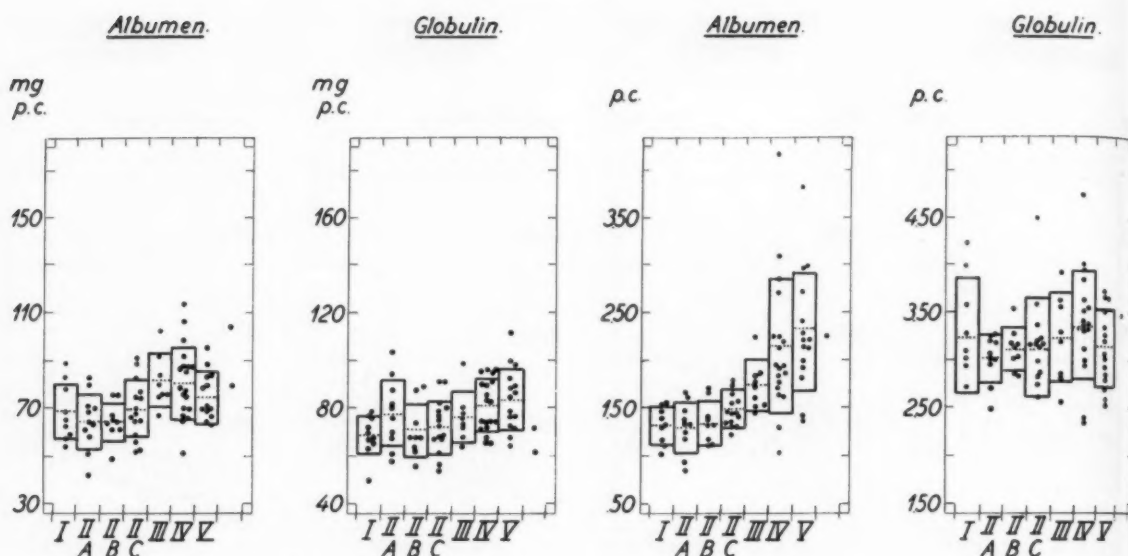 Albumen. Globulin. Albumen. Globulin.
mg mg
p.c. p.c. p.c. p.c.
150 160 350 450
110 120 250 350
70 80 150 250
30 40 50 150
I II II II III IV V I II II II III IV V I II II II III IV V I II II II III IV V
A B C A B C A B C A B C